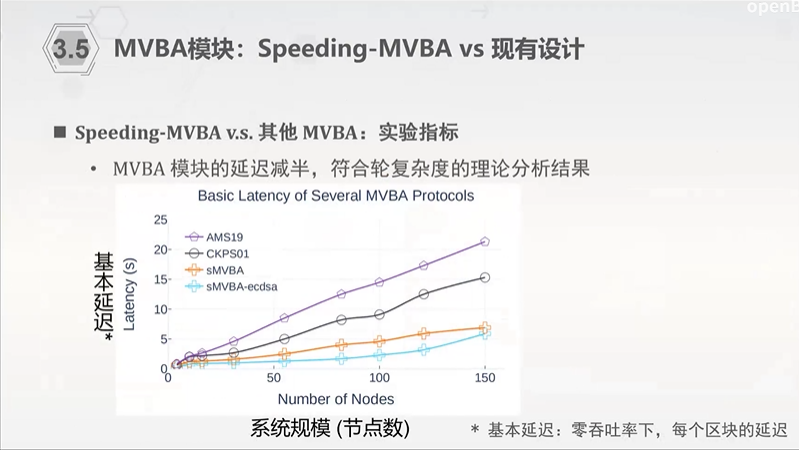 openE
3.5 MVBA模块：Speeding-MVBA vs 现有设计
■ Speeding-MVBA v.s. 其他 MVBA：实验指标
• MVBA 模块的延迟减半，符合轮复杂度的理论分析结果
Basic Latency of Several MVBA Protocols
基本延迟*
Latency (s)
25
20
15
10
5
0
AMS19
CKPS01
sMVBA
sMVBA-ecdsa
0 50 100 150
Number of Nodes
系统规模 (节点数)
* 基本延迟：零吞吐率下，每个区块的延迟